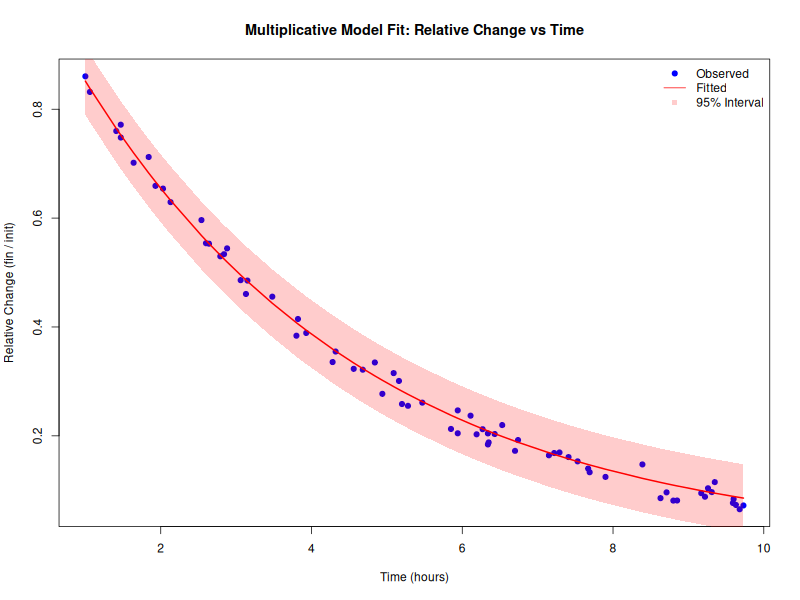 Multiplicative Model Fit: Relative Change vs Time
Observed
Fitted
95% Interval
Relative Change (fin / init)
0.8
0.6
0.4
0.2
2
4
6
8
10
Time (hours)